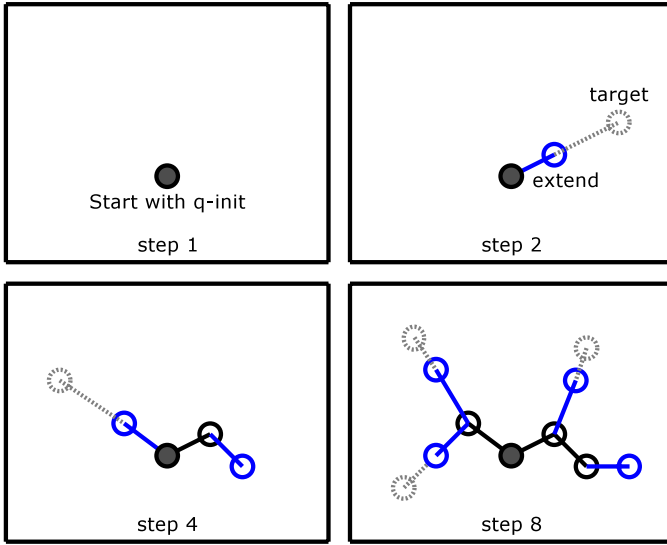 Start with q-init
step 1
target
extend
step 2
step 4
step 8